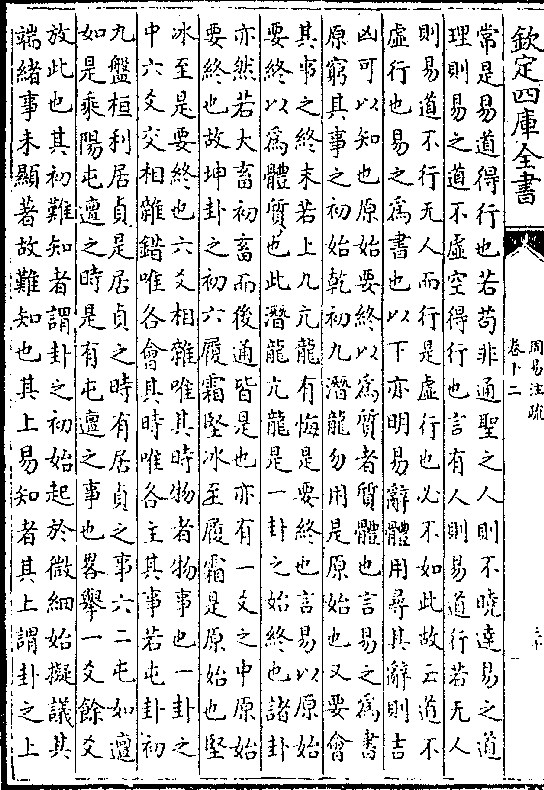 欽定四庫全書
周易注疏
卷十二
常是易道得行也若苟非通聖之人則不曉達易之道
理則易之道不虛空得行也言有人則易道行若无人
則易道不行无人而行是虛行也必不如此故云道不
虛行也易之為書也以下亦明易辭體用尋其辭則吉
凶可以知也原始要終以為質者質體也言易之為書
原窮其事之初始乾初九潛龍勿用是原始也又要會
其事之終末若上九亢龍有悔是要終也言易以原始
要終以為體質也此潛龍亢龍是一卦之始終也諸卦
亦然若大畜初畜而後通皆是也亦有一爻之中原始
要終也故坤卦之初六履霜堅冰至履霜是原始也堅
冰至是要終也六爻相雜唯其時物者物事也一卦之
中六爻交相雜錯唯各會其時唯各主其事若屯卦初
九盤桓利居貞是居貞之時有居貞之事六二屯如邅
如是乘陽屯邅之時是有屯邅之事也畧舉一爻餘爻
放此也其初難知者謂卦之初始起於微細始擬議其
端緒事未顯著故難知也其上易知者其上謂卦之上